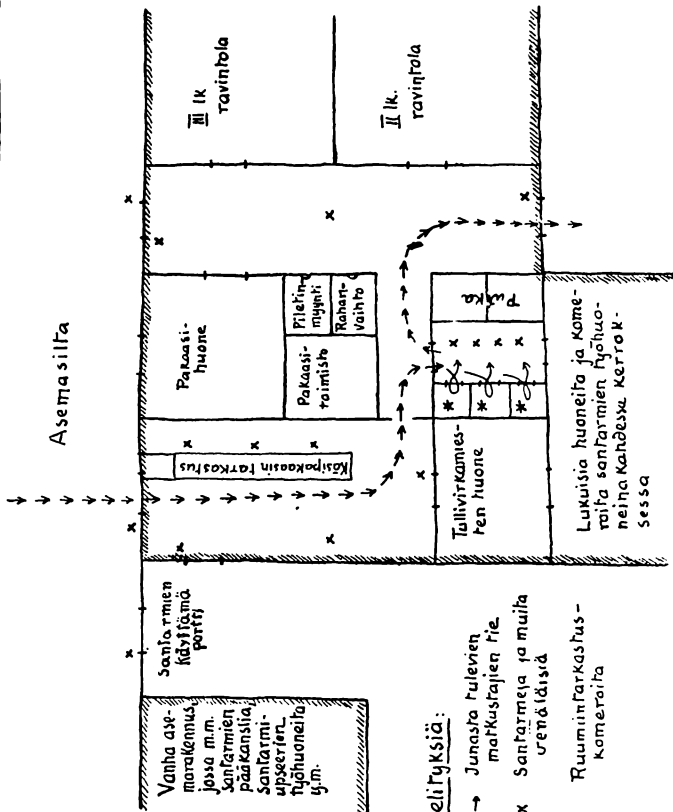 Asemasilta
III lk
ravintola
II lk.
ravintola
Pakaasi-
huone
Piletin-
myynti
Rahan-
vaihto
Pakaasi-
toimisto
Käsipakaasin tarkastus
Puka
Tullivirkamies-
ten huone
Lukuisia huoneita ja kome-
roita santarmien työhuo-
neina kahdessa kerrok-
sessa
Santarmien
käyttämä
portti
Vanha ase-
marakennus,
jossa m.m.
santarmien
pääkanslia,
santarmi-
upseerien
työhuoneita
y.m.
elityksiä:
→ Junasta tulevien
matkustajien tie
x Santarmeja ja muita
venäläisiä
Ruumiintarkastus-
komeroita